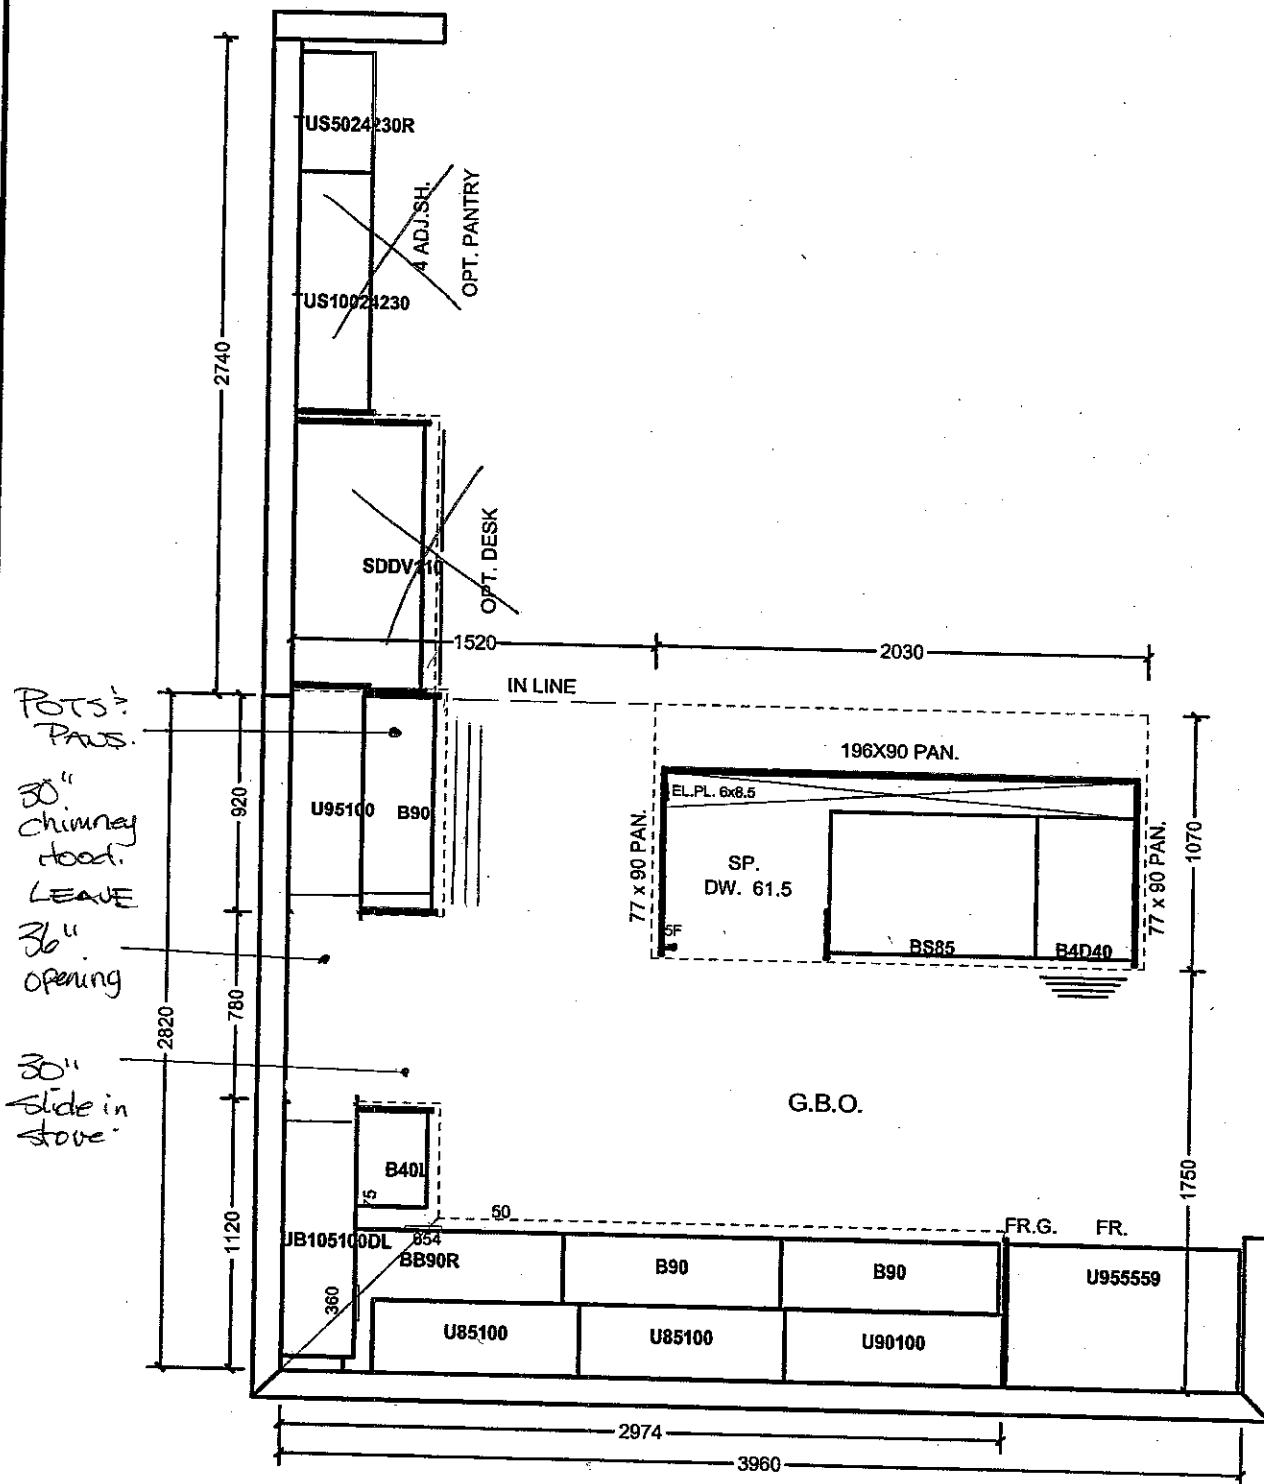 TUS5024230R
4 ADJ.SH.
OPT. PANTRY
TUS10024230
2740
SDDV110
OPT. DESK
1520
2030
IN LINE
POTS &
PANS.
30"
chimney
Hood.
LEAVE
36"
opening
30"
slide in
stove
920
780
2820
1120
U95100
B90
196X90 PAN.
EL.PL. 6x8.5
77 x 90 PAN.
SP.
DW. 61.5
5F
BS85
B4D40
77 x 90 PAN.
1070
G.B.O.
1750
B40L
75
50
UB105100DL
654
BB90R
B90
B90
FR.G.
FR.
U955559
360
U85100
U85100
U90100
2974
3960